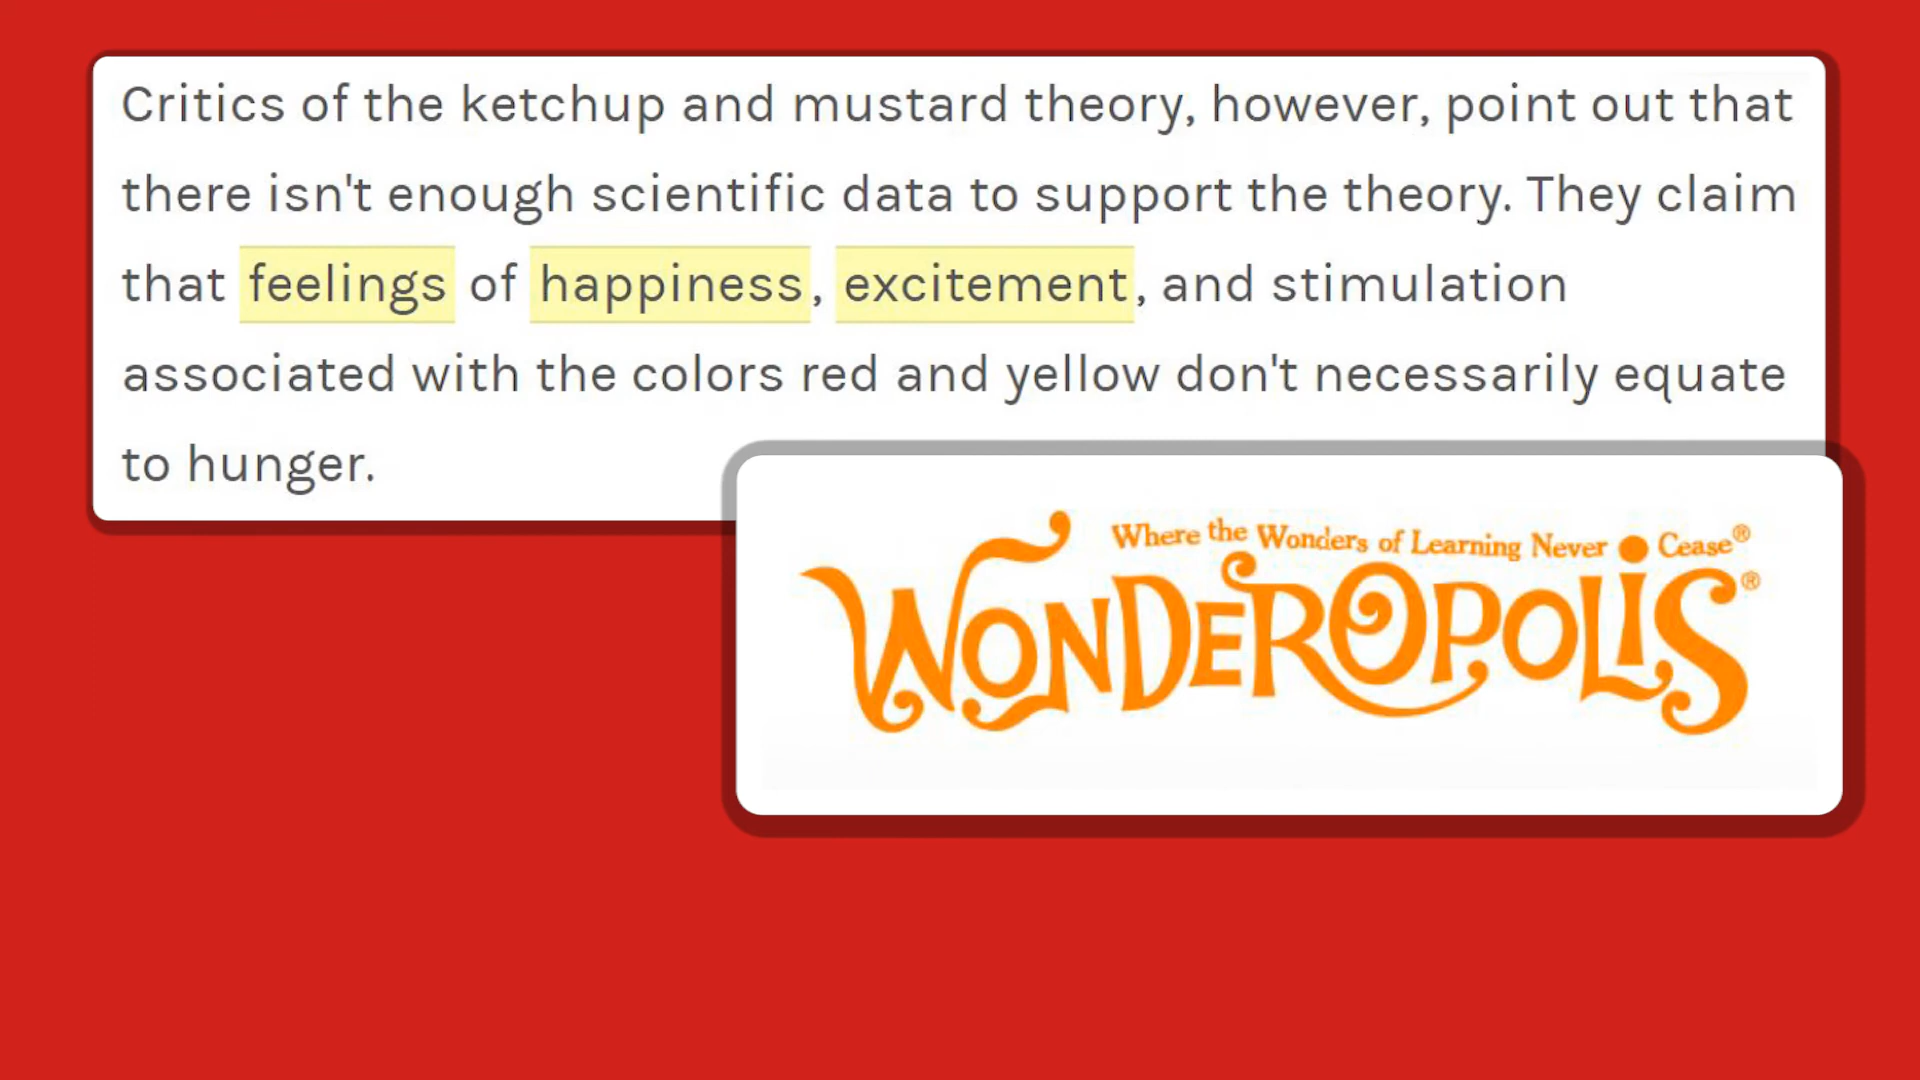 Critics of the ketchup and mustard theory, however, point out that
there isn't enough scientific data to support the theory. They claim
that feelings of happiness, excitement, and stimulation
associated with the colors red and yellow don't necessarily equate
to hunger.
Where the Wonders of Learning Never Cease®
WONDEROPOLIS®